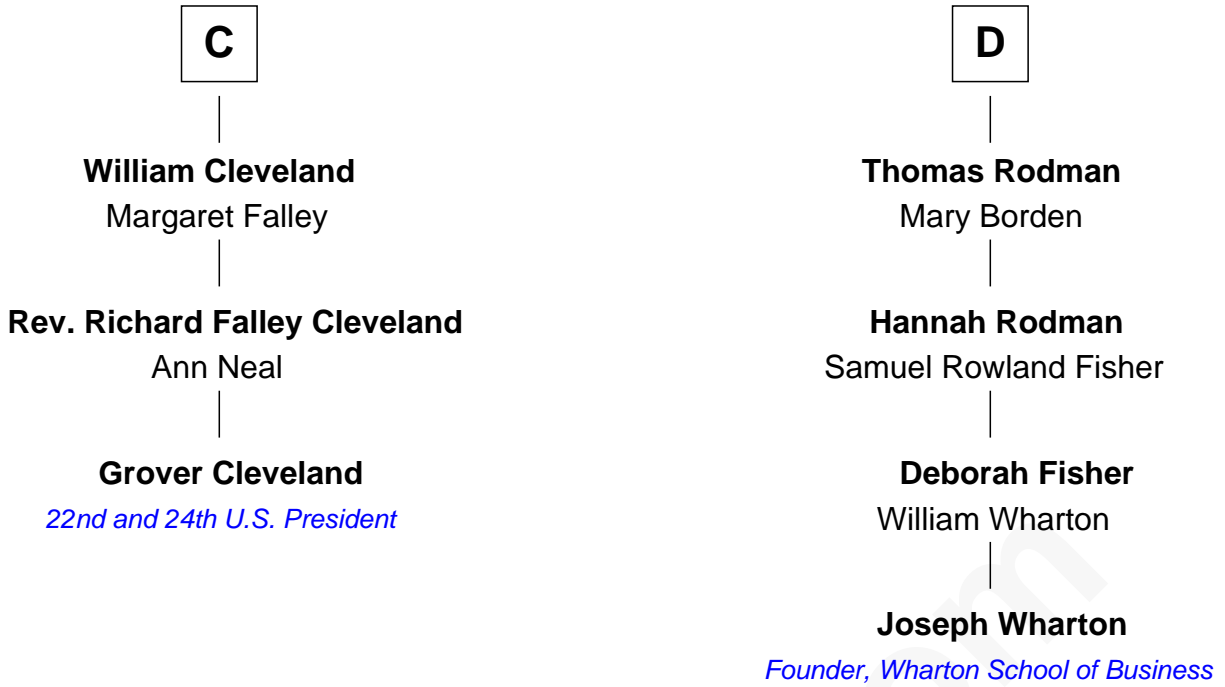 C
William Cleveland
Margaret Falley
Rev. Richard Falley Cleveland
Ann Neal
Grover Cleveland
22nd and 24th U.S. President
D
Thomas Rodman
Mary Borden
Hannah Rodman
Samuel Rowland Fisher
Deborah Fisher
William Wharton
Joseph Wharton
Founder, Wharton School of Business